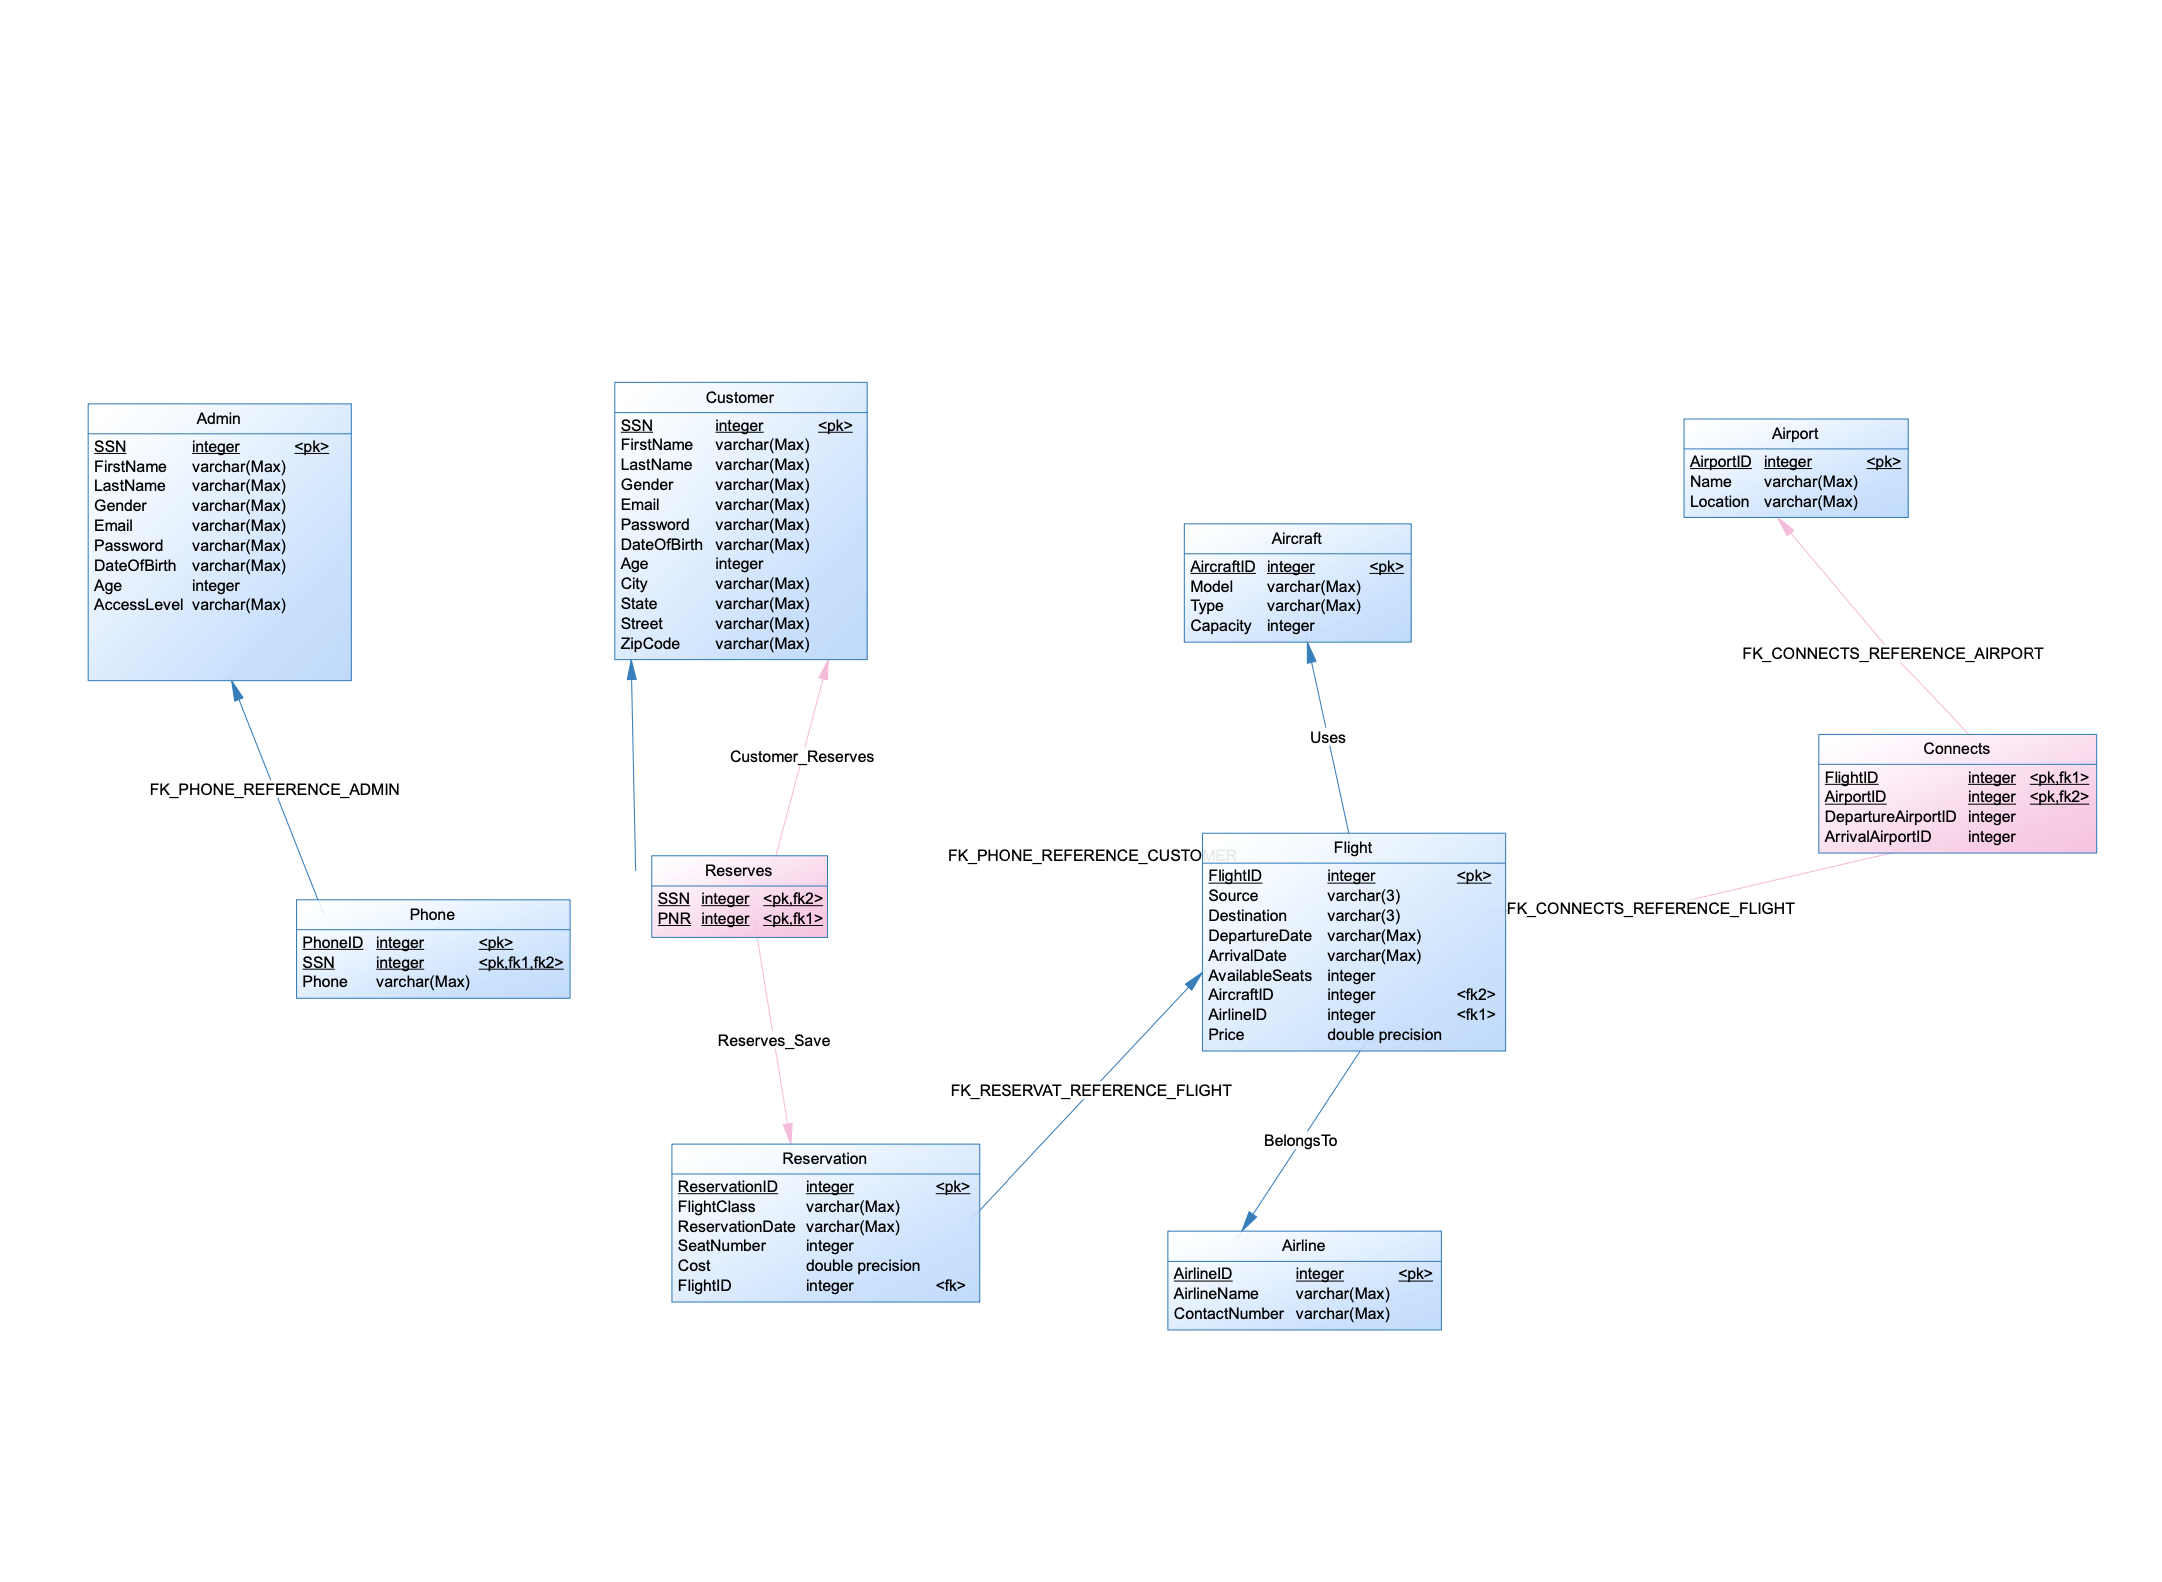 Admin
SSN integer <pk>
FirstName varchar(Max)
LastName varchar(Max)
Gender varchar(Max)
Email varchar(Max)
Password varchar(Max)
DateOfBirth varchar(Max)
Age integer
AccessLevel varchar(Max)
FK_PHONE_REFERENCE_ADMIN
Phone
PhoneID integer <pk>
SSN integer <pk,fk1,fk2>
Phone varchar(Max)
Customer
SSN integer <pk>
FirstName varchar(Max)
LastName varchar(Max)
Gender varchar(Max)
Email varchar(Max)
Password varchar(Max)
DateOfBirth varchar(Max)
Age integer
City varchar(Max)
State varchar(Max)
Street varchar(Max)
ZipCode varchar(Max)
Customer_Reserves
Reserves
SSN integer <pk,fk2>
PNR integer <pk,fk1>
Reserves_Save
Reservation
ReservationID integer <pk>
FlightClass varchar(Max)
ReservationDate varchar(Max)
SeatNumber integer
Cost double precision
FlightID integer <fk>
FK_PHONE_REFERENCE_CUSTOMER
FK_RESERVAT_REFERENCE_FLIGHT
Aircraft
AircraftID integer <pk>
Model varchar(Max)
Type varchar(Max)
Capacity integer
Uses
Flight
FlightID integer <pk>
Source varchar(3)
Destination varchar(3)
DepartureDate varchar(Max)
ArrivalDate varchar(Max)
AvailableSeats integer
AircraftID integer <fk2>
AirlineID integer <fk1>
Price double precision
BelongsTo
Airline
AirlineID integer <pk>
AirlineName varchar(Max)
ContactNumber varchar(Max)
Airport
AirportID integer <pk>
Name varchar(Max)
Location varchar(Max)
FK_CONNECTS_REFERENCE_AIRPORT
Connects
FlightID integer <pk,fk1>
AirportID integer <pk,fk2>
DepartureAirportID integer
ArrivalAirportID integer
FK_CONNECTS_REFERENCE_FLIGHT